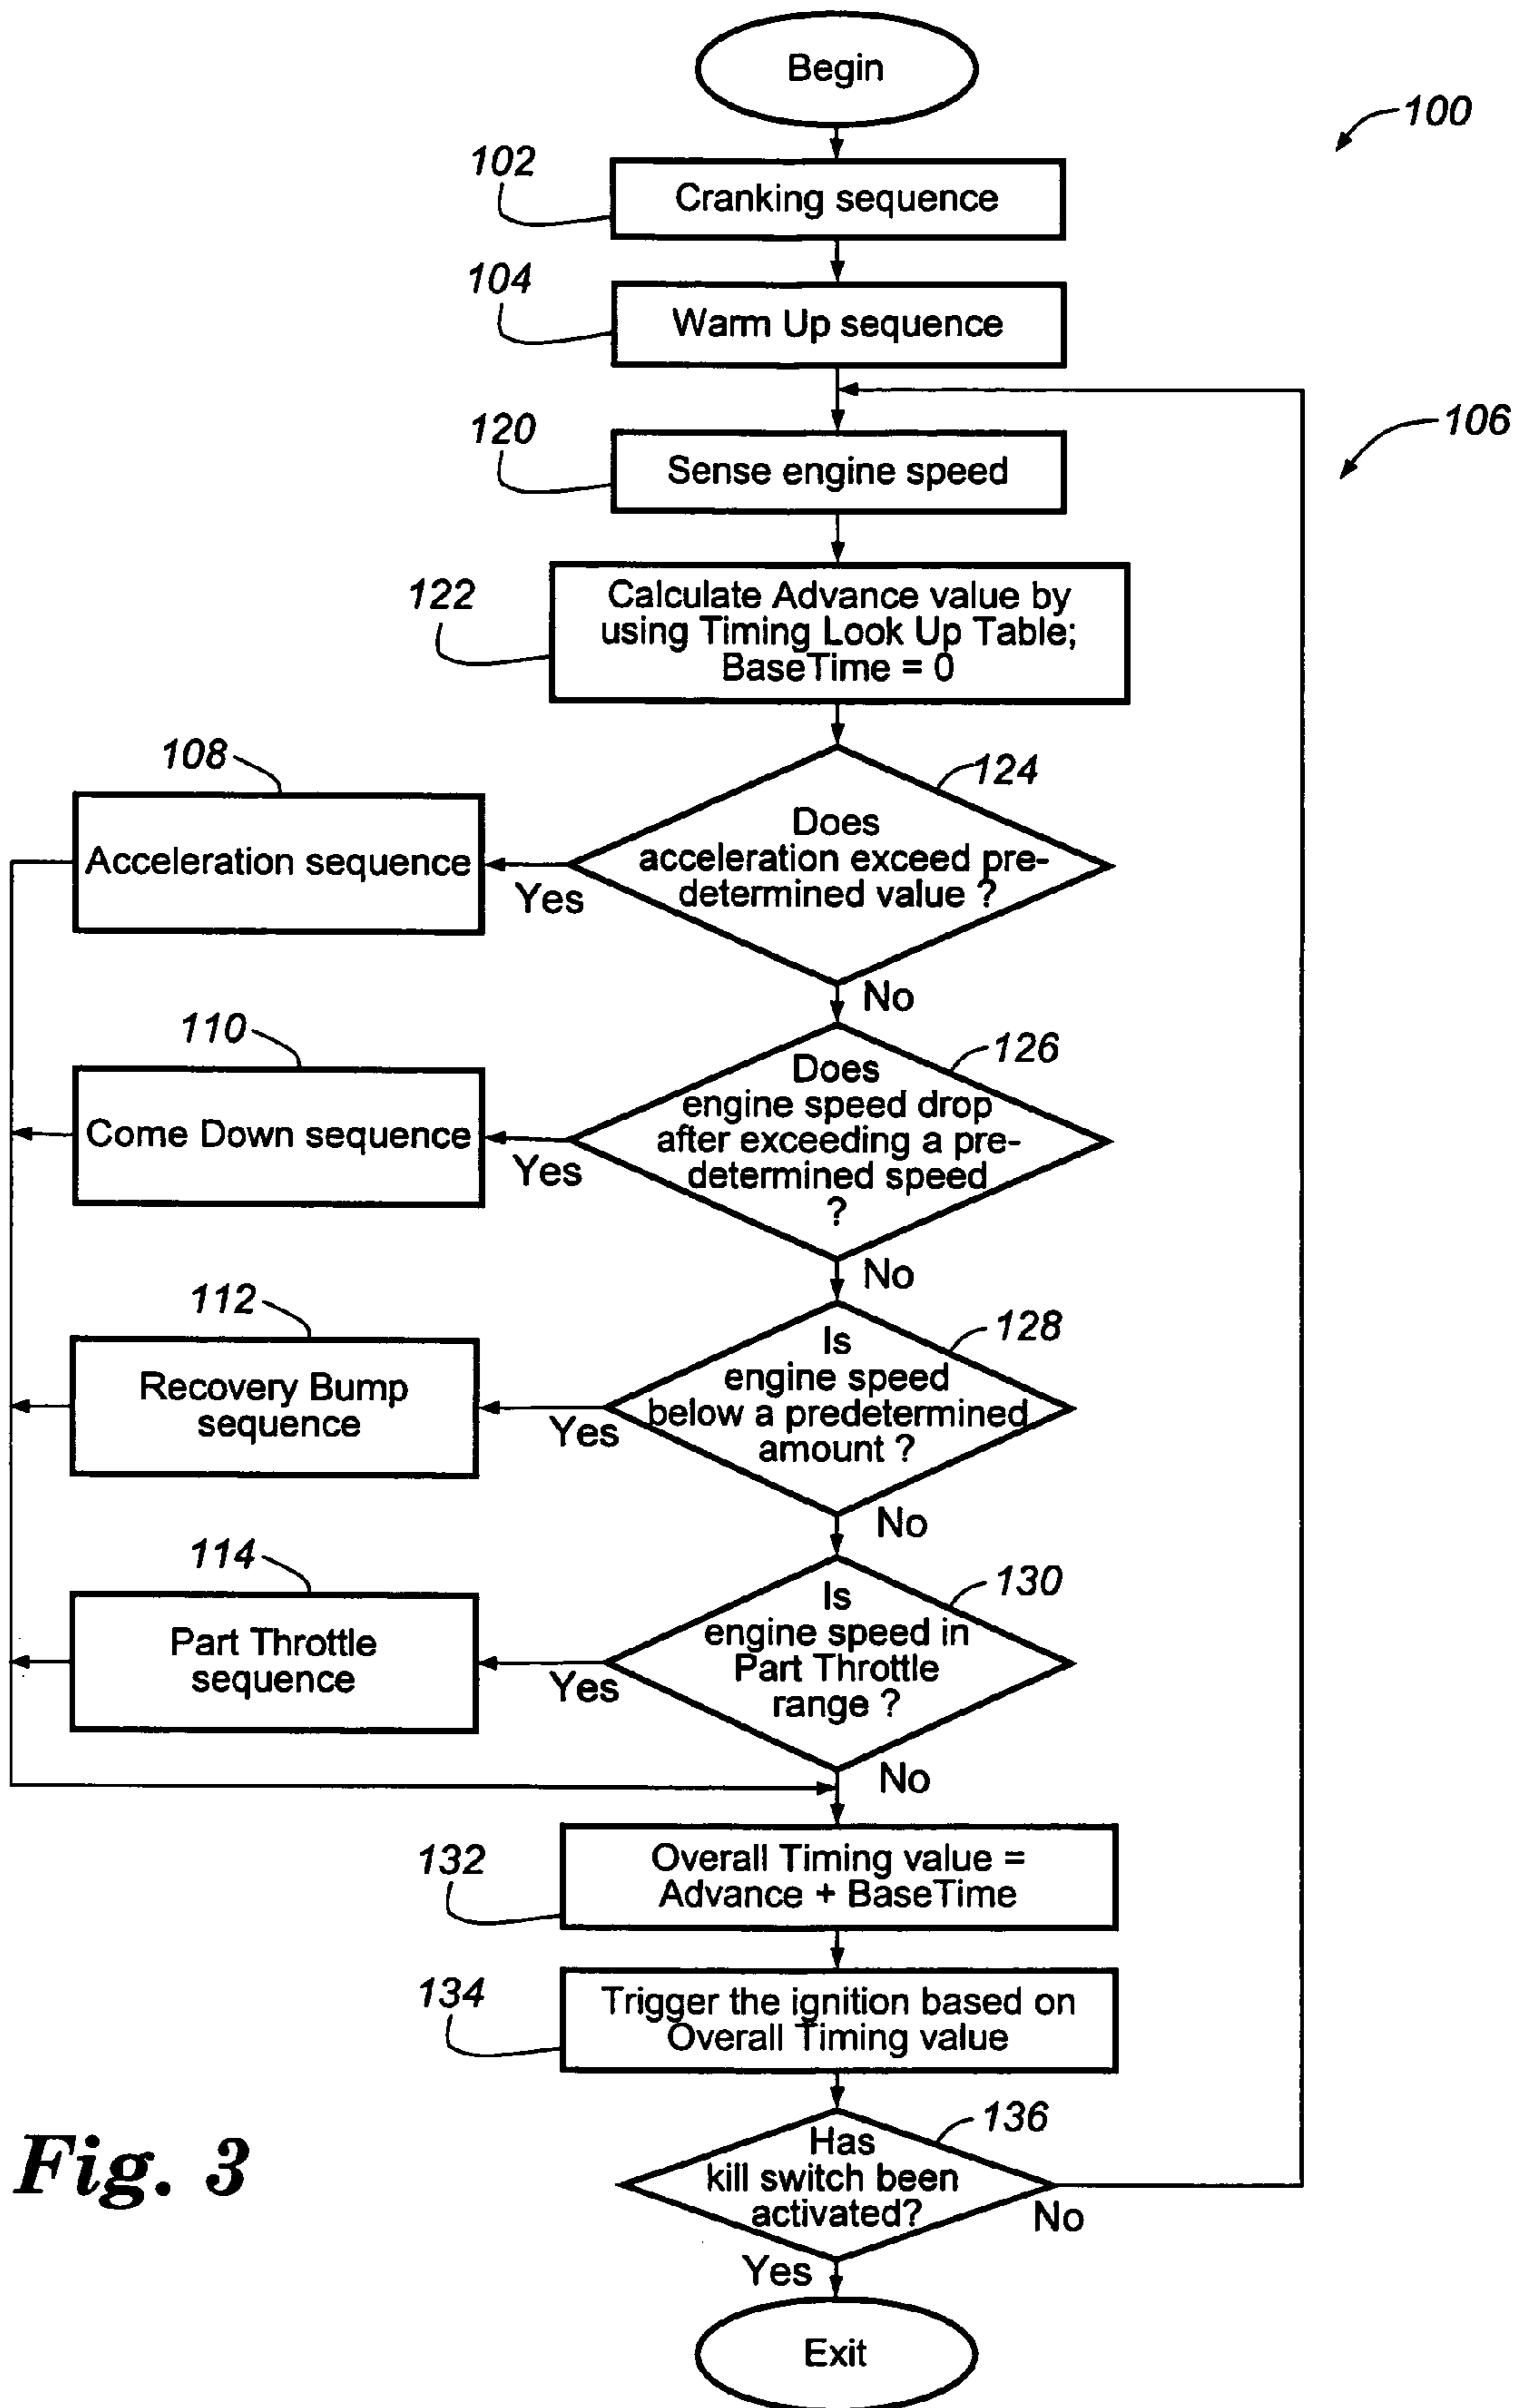 Begin
100
102
Cranking sequence
104
Warm Up sequence
106
120
Sense engine speed
122
Calculate Advance value by
using Timing Look Up Table;
BaseTime = 0
108
124
Acceleration sequence
Yes
Does
acceleration exceed pre-
determined value ?
No
110
126
Come Down sequence
Yes
Does
engine speed drop
after exceeding a pre-
determined speed
?
No
112
128
Recovery Bump
sequence
Yes
Is
engine speed
below a predetermined
amount ?
No
114
130
Part Throttle
sequence
Yes
Is
engine speed in
Part Throttle
range ?
No
132
Overall Timing value =
Advance + BaseTime
134
Trigger the ignition based on
Overall Timing value
136
Has
kill switch been
activated?
No
Yes
Exit
Fig. 3